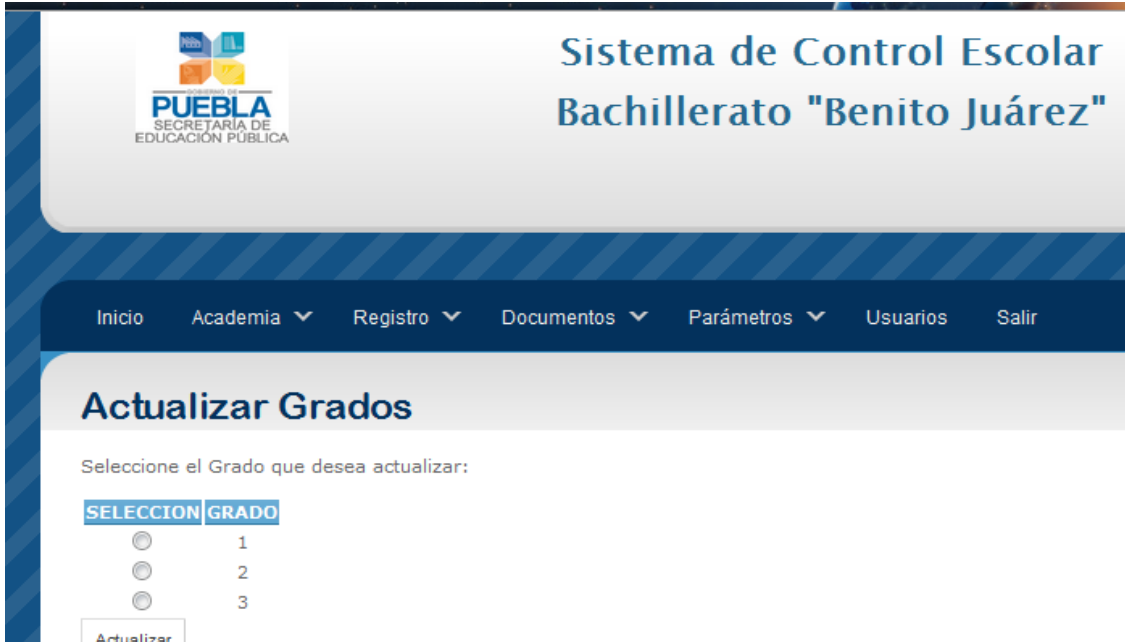 GOBIERNO DE
PUEBLA
SECRETARÍA DE
EDUCACIÓN PÚBLICA
Sistema de Control Escolar
Bachillerato "Benito Juárez"
Inicio Academia Registro Documentos Parámetros Usuarios Salir
Actualizar Grados
Seleccione el Grado que desea actualizar:
SELECCION GRADO
1
2
3
Actualizar